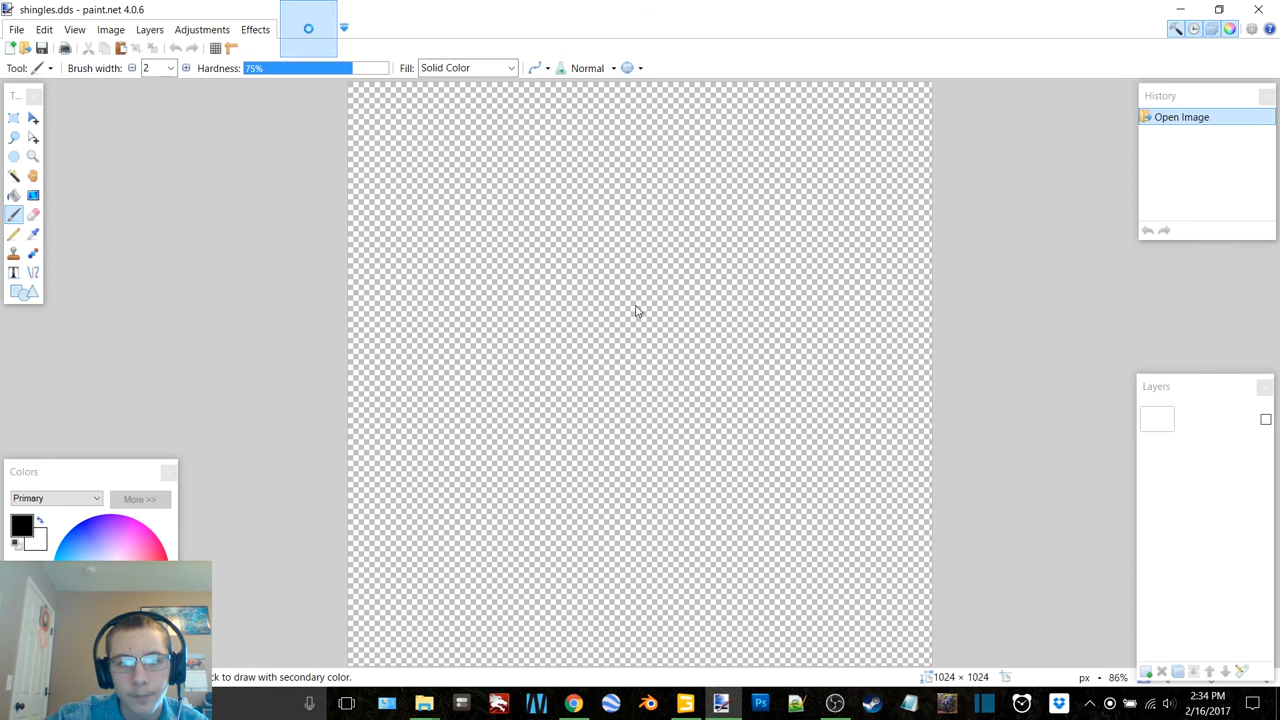 shingles.dds - paint.net 4.0.6
File Edit View Image Layers Adjustments Effects
Tool: Brush width: 2 Hardness: 75% Fill: Solid Color Normal
T...
History
Open Image
Layers
Colors
Primary More >>
ck to draw with secondary color. 1024 × 1024 px 86%
2:34 PM
2/16/2017